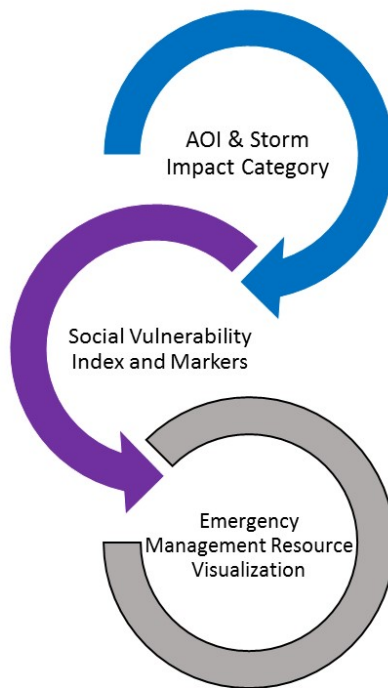 AOI & Storm
Impact Category
Social Vulnerability
Index and Markers
Emergency
Management Resource
Visualization